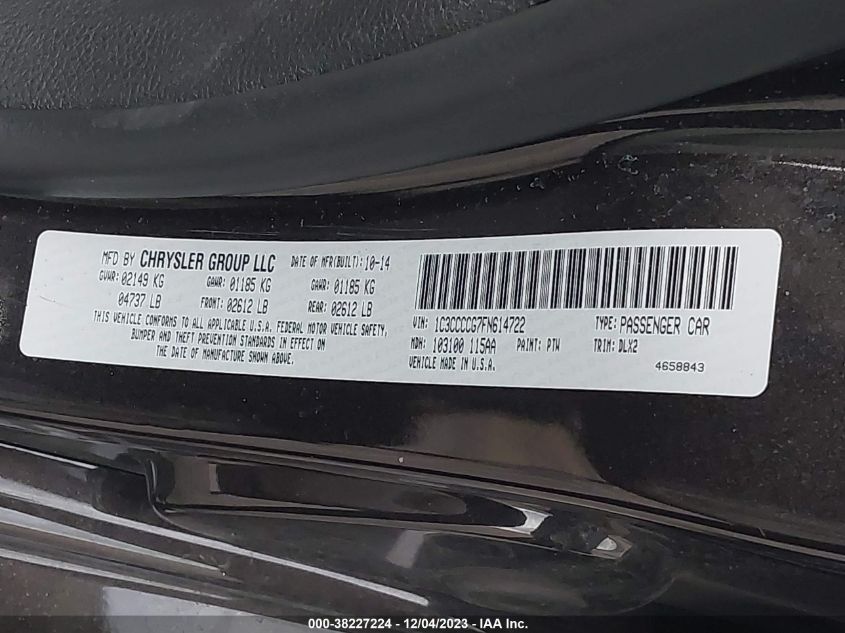 MFD BY CHRYSLER GROUP LLC DATE OF MFR(BUILT): 10-14
GVWR: 02149 KG GAWR: 01185 KG GAWR: 01185 KG
04737 LB FRONT: 02612 LB REAR: 02612 LB
THIS VEHICLE CONFORMS TO ALL APPLICABLE U.S.A. FEDERAL MOTOR VEHICLE SAFETY,
BUMPER AND THEFT PREVENTION STANDARDS IN EFFECT ON
THE DATE OF MANUFACTURE SHOWN ABOVE.
VIN: 1C3CCCCG7FN614722 TYPE: PASSENGER CAR
MDH: 103100 115AA PAINT: PTW TRIM: DLX2
VEHICLE MADE IN U.S.A. 4658843
000-38227224 - 12/04/2023 - IAA Inc.